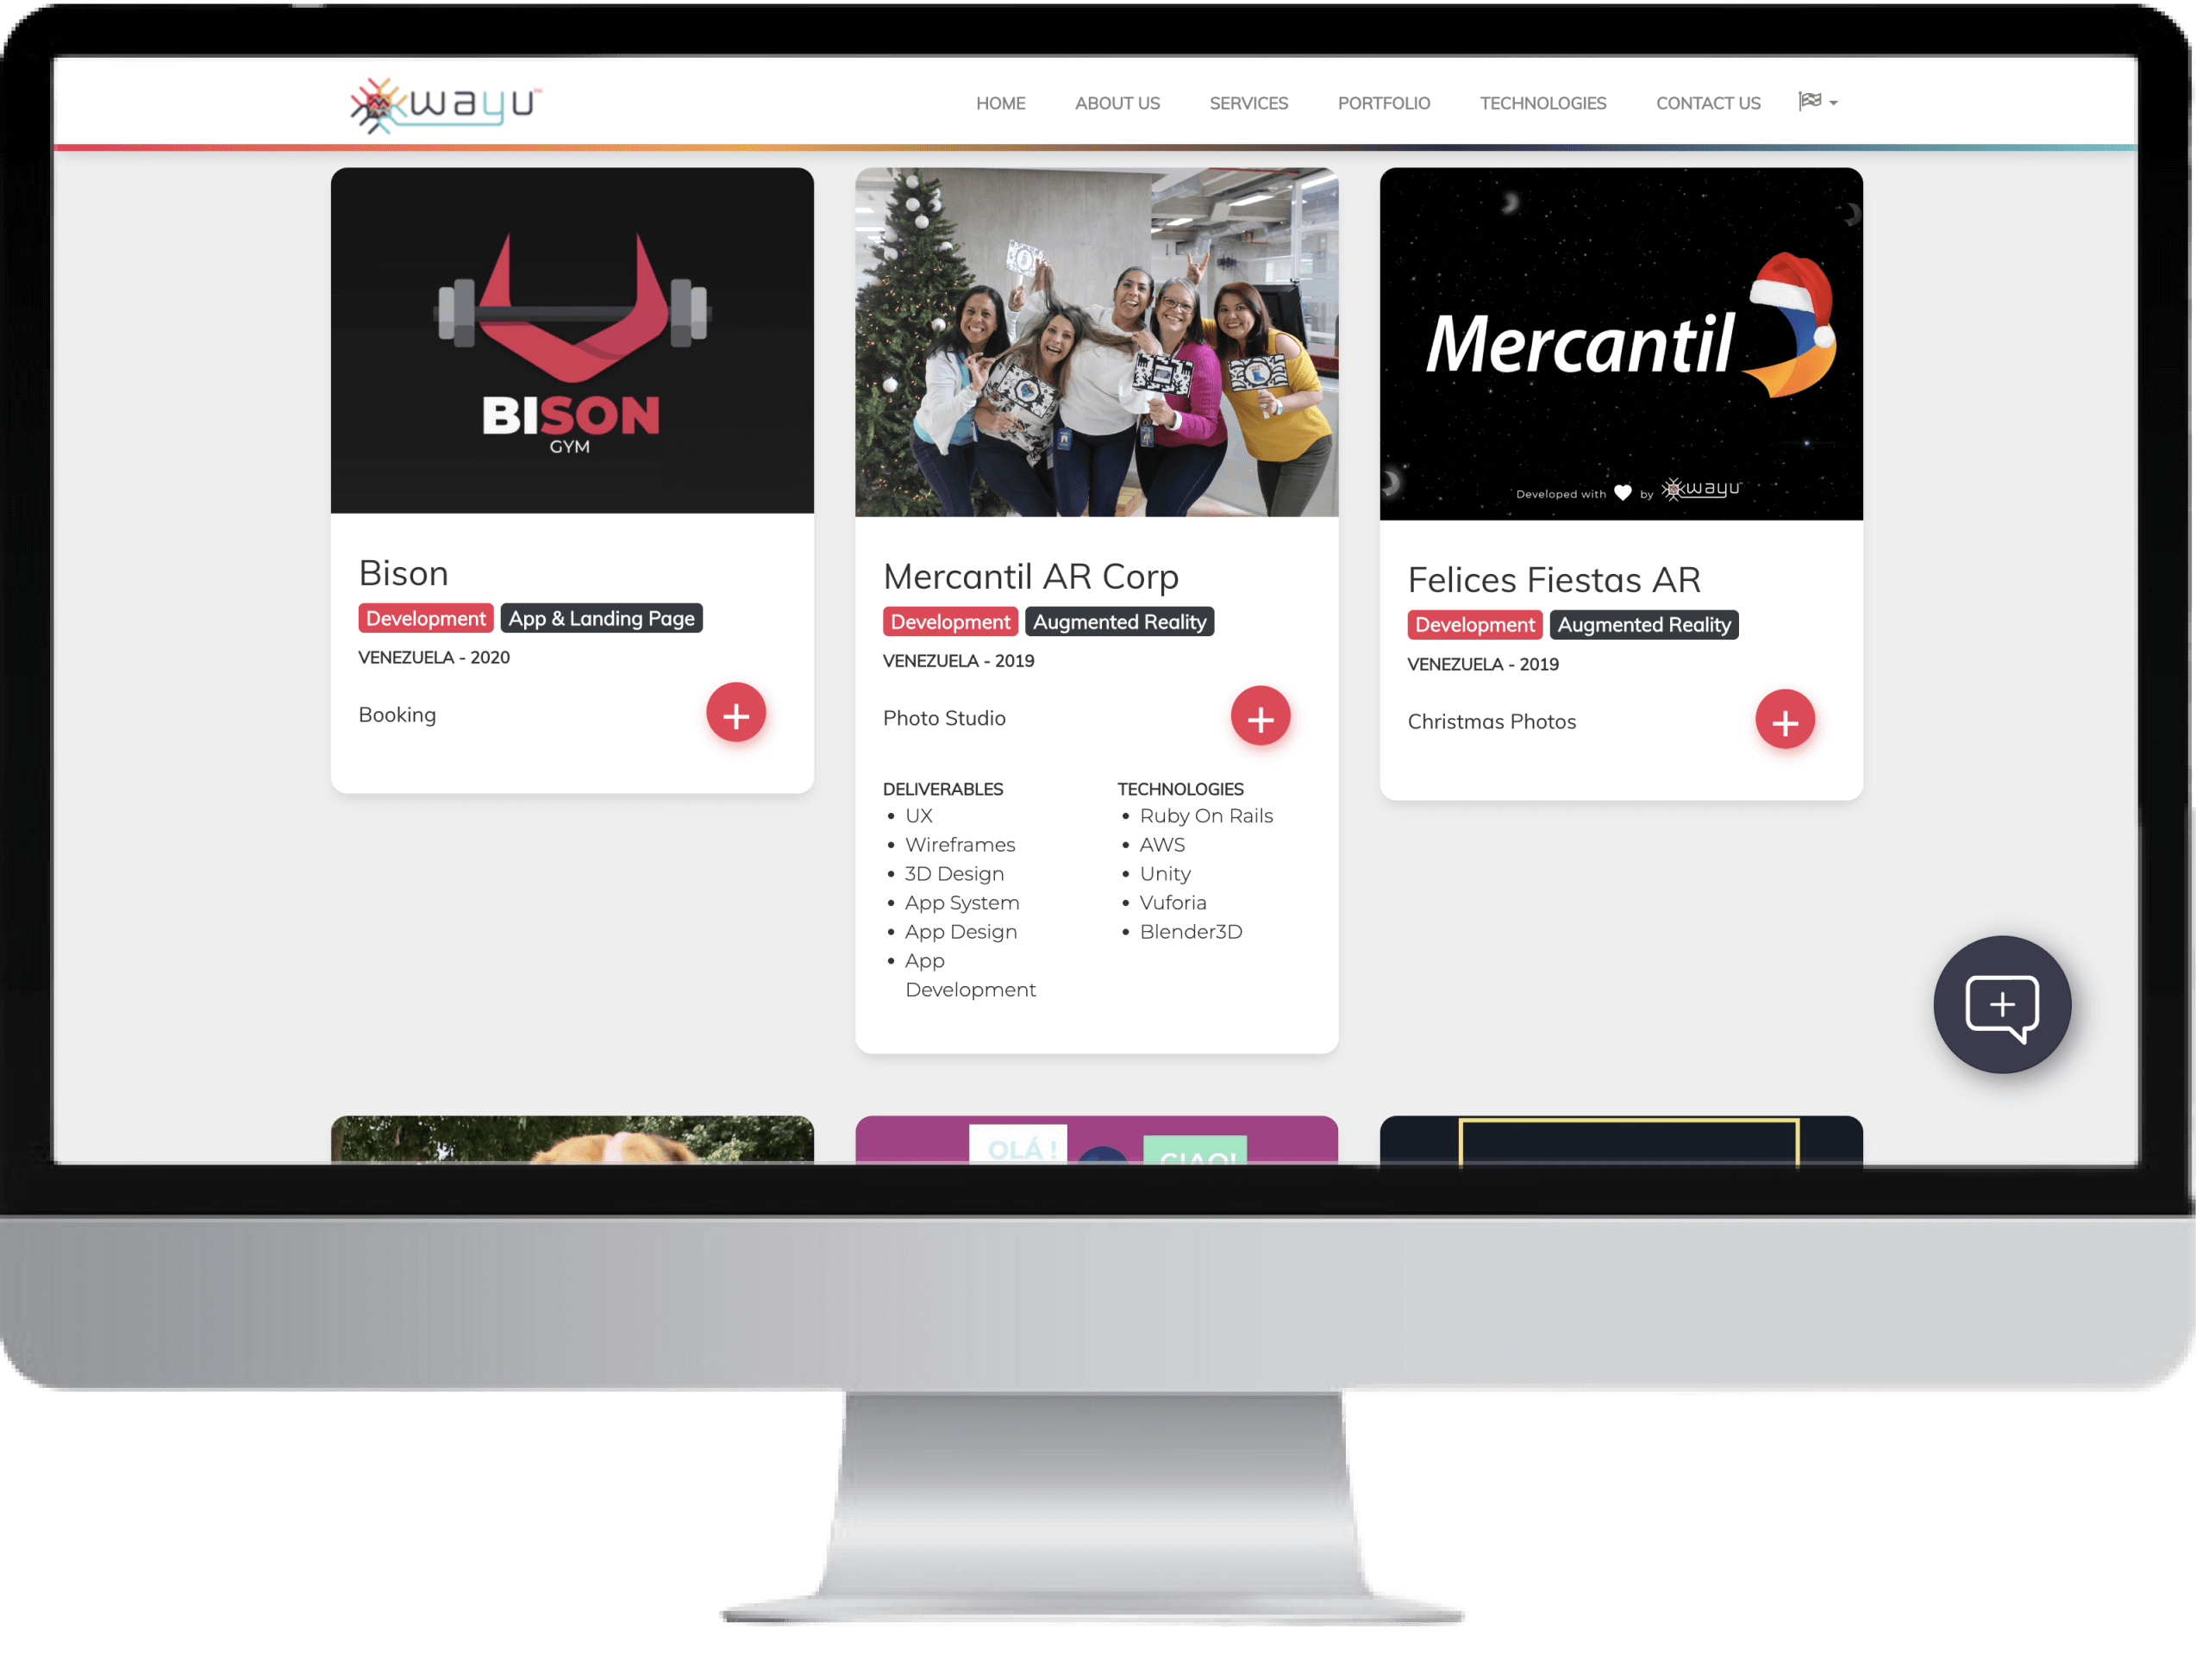 wayu
HOME ABOUT US SERVICES PORTFOLIO TECHNOLOGIES CONTACT US
BISON
GYM
Bison
Development App & Landing Page
VENEZUELA - 2020
Booking
Mercantil AR Corp
Development Augmented Reality
VENEZUELA - 2019
Photo Studio
DELIVERABLES
• UX
• Wireframes
• 3D Design
• App System
• App Design
• App
Development
TECHNOLOGIES
• Ruby On Rails
• AWS
• Unity
• Vuforia
• Blender3D
Mercantil
Developed with by wayu
Felices Fiestas AR
Development Augmented Reality
VENEZUELA - 2019
Christmas Photos
OLÁ !
CIAO!